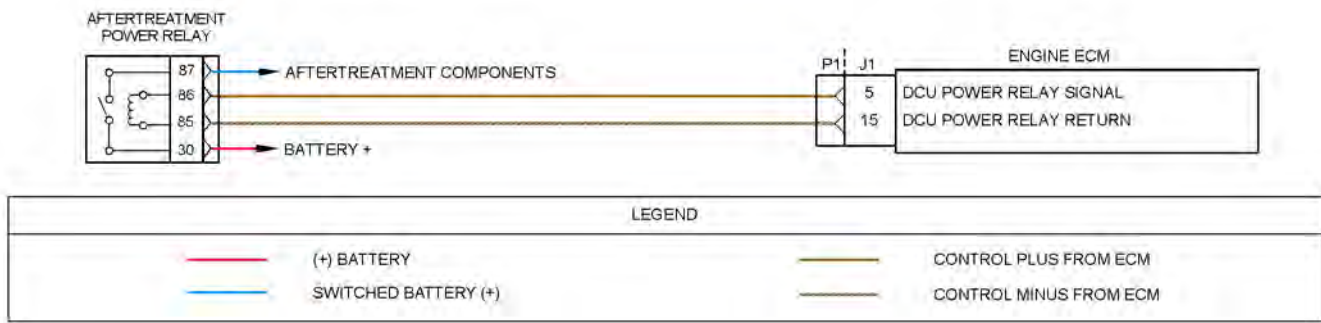 AFTERTREATMENT
POWER RELAY
87
AFTERTREATMENT COMPONENTS
86
85
30
BATTERY +
P1
J1
ENGINE ECM
5
DCU POWER RELAY SIGNAL
15
DCU POWER RELAY RETURN
LEGEND
(+) BATTERY
CONTROL PLUS FROM ECM
SWITCHED BATTERY (+)
CONTROL MINUS FROM ECM